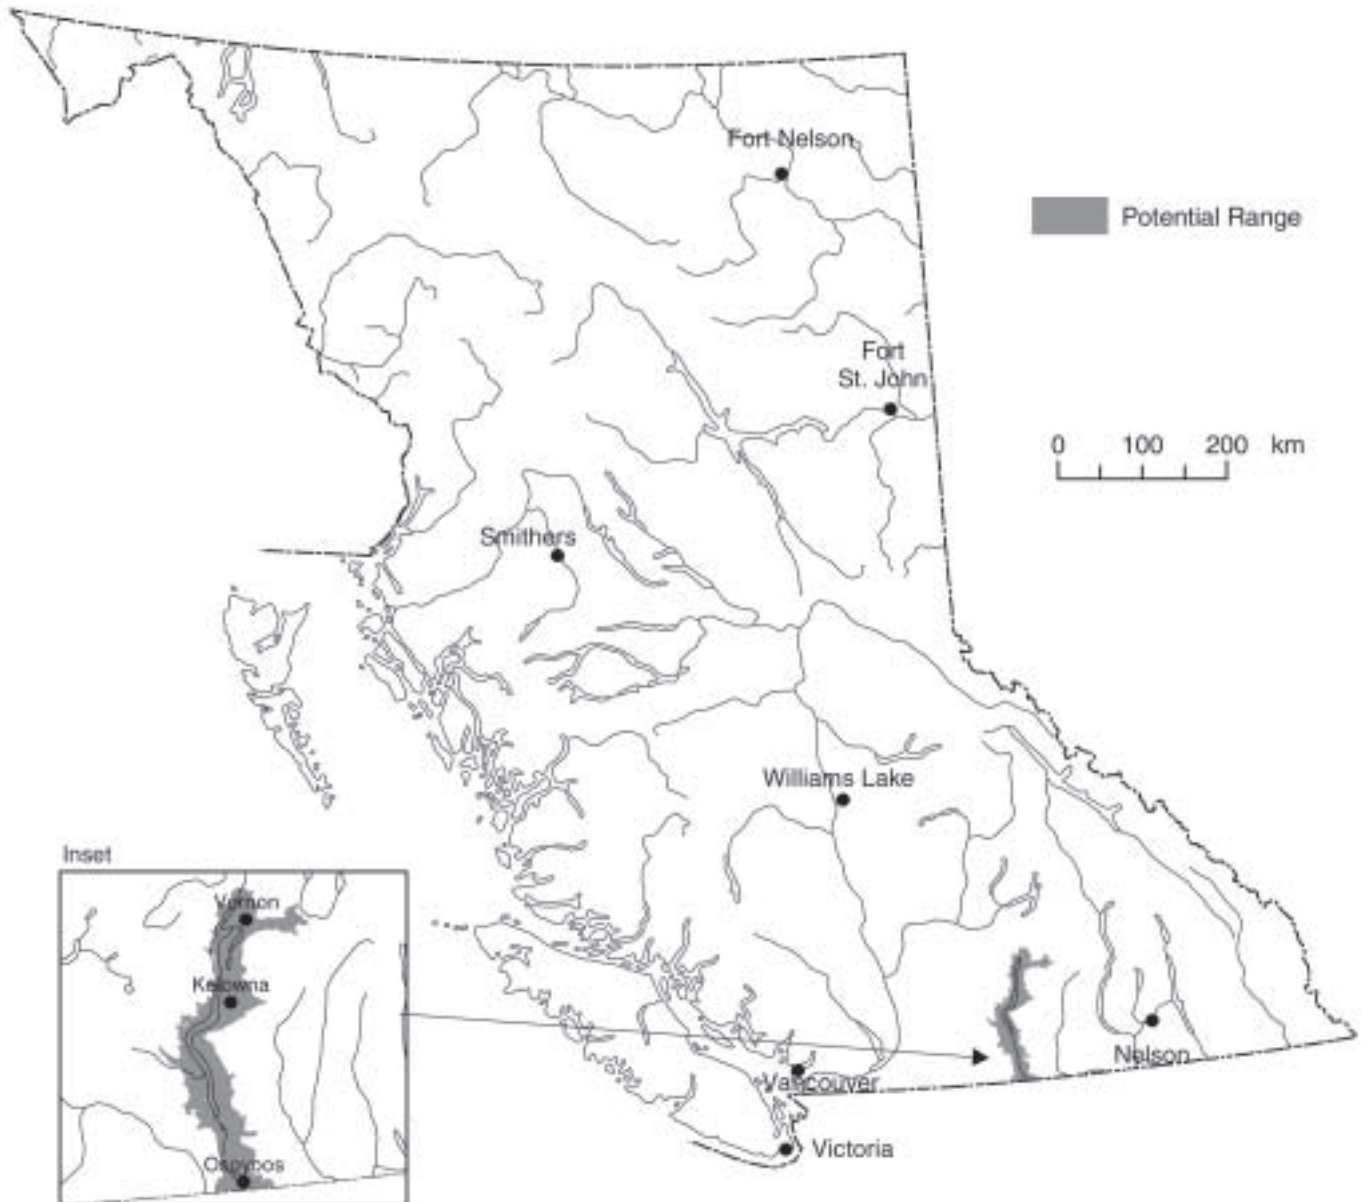 Fort Nelson
Potential Range
Fort
St. John
0 100 200 km
Smithers
Williams Lake
Inset
Vernon
Kelowna
Osoyoos
Nelson
Vancouver
Victoria